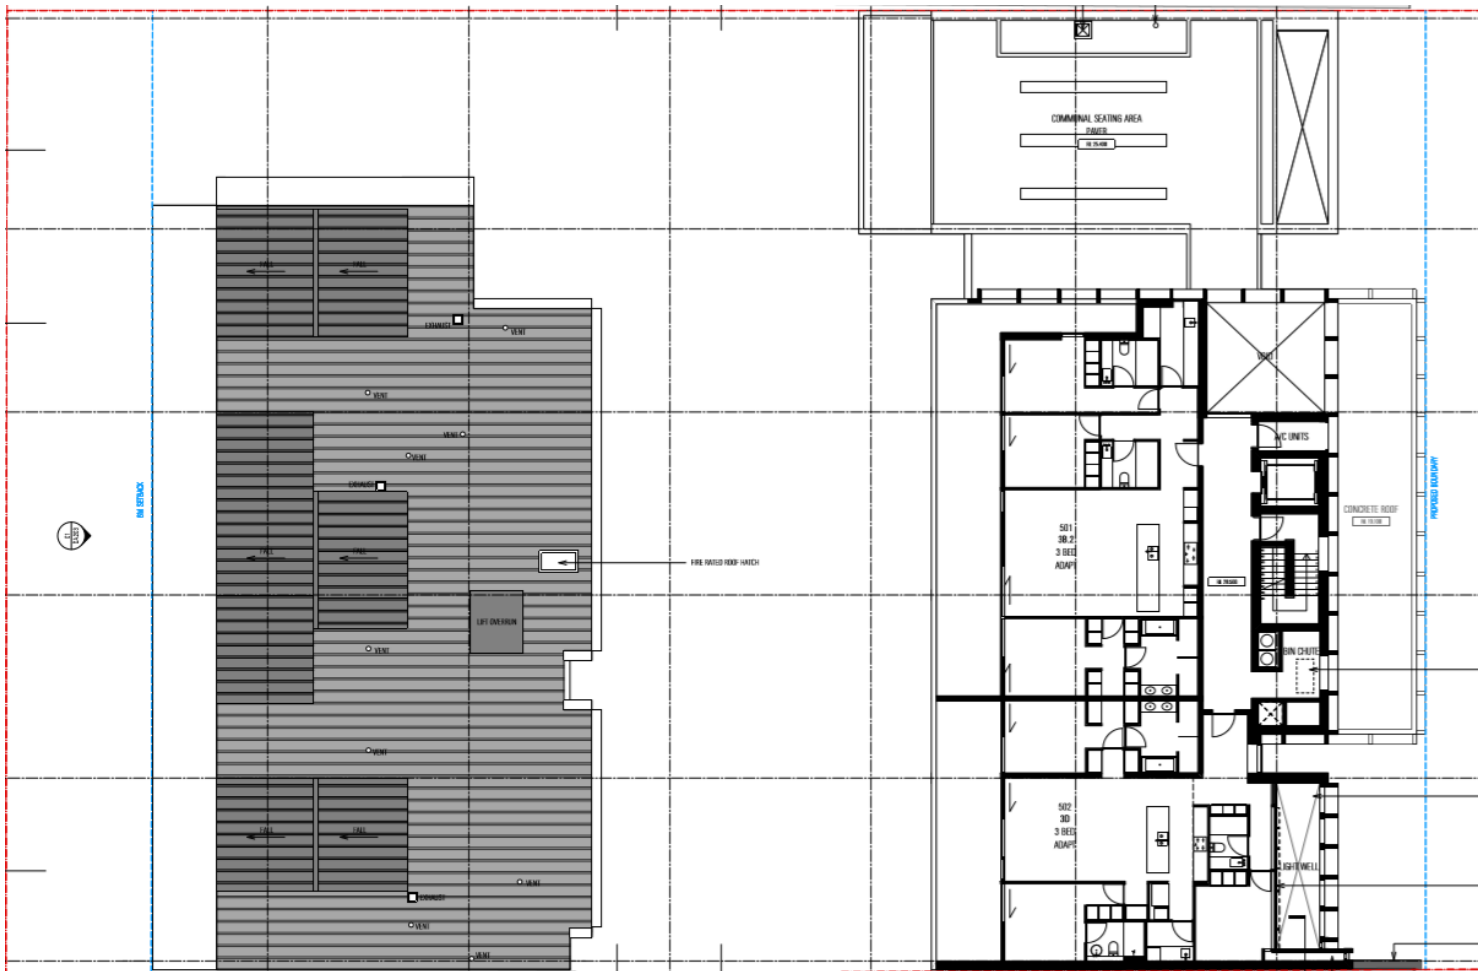 COMMUNAL SEATING AREA
PAVER
FALL
FALL
EXHAUST
VENT
VOID
VENT
VENT
VENT
A/C UNITS
EXHAUST
6M SETBACK
PROPOSED BOUNDARY
CONCRETE ROOF
501
3B.2
3 BED
ADAPT
FALL
FALL
FIRE RATED ROOF HATCH
LIFT OVERRUN
VENT
BIN CHUTE
VENT
502
3D
3 BED
ADAPT
FALL
FALL
LIGHTWELL
VENT
EXHAUST
VENT
VENT